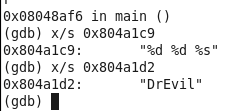 0x08048af6 in main ()
(gdb) x/s 0x804a1c9
0x804a1c9:       "%d %d %s"
(gdb) x/s 0x804a1d2
0x804a1d2:       "DrEvil"
(gdb)